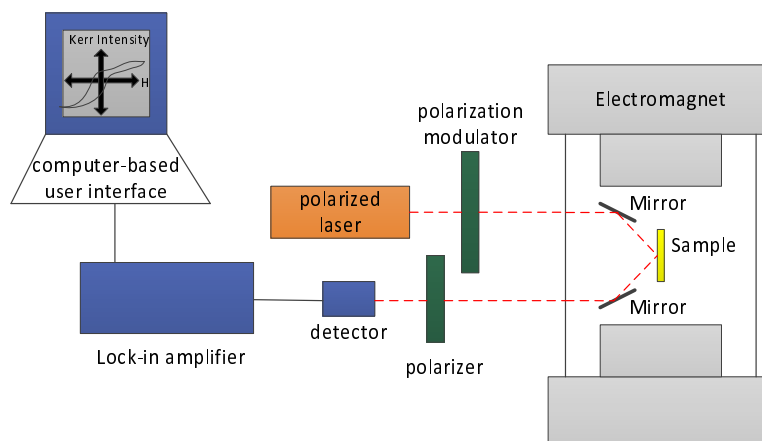 Kerr Intensity
H
computer-based
user interface
polarization
modulator
Electromagnet
polarized
laser
Mirror
Sample
Mirror
detector
Lock-in amplifier
polarizer